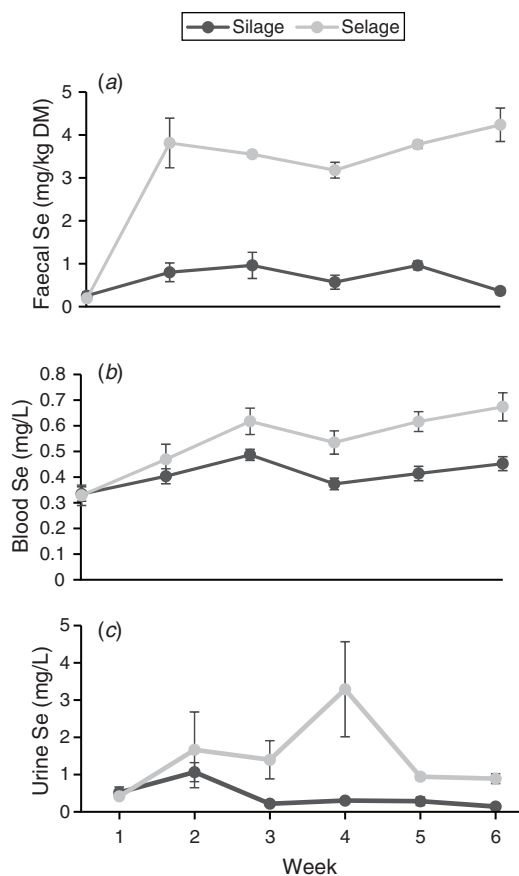 Silage Selage
(a)
Faecal Se (mg/kg DM)
5
4
3
2
1
0
(b)
Blood Se (mg/L)
0.8
0.7
0.6
0.5
0.4
0.3
0.2
0.1
0
(c)
Urine Se (mg/L)
5
4
3
2
1
0
1 2 3 4 5 6
Week